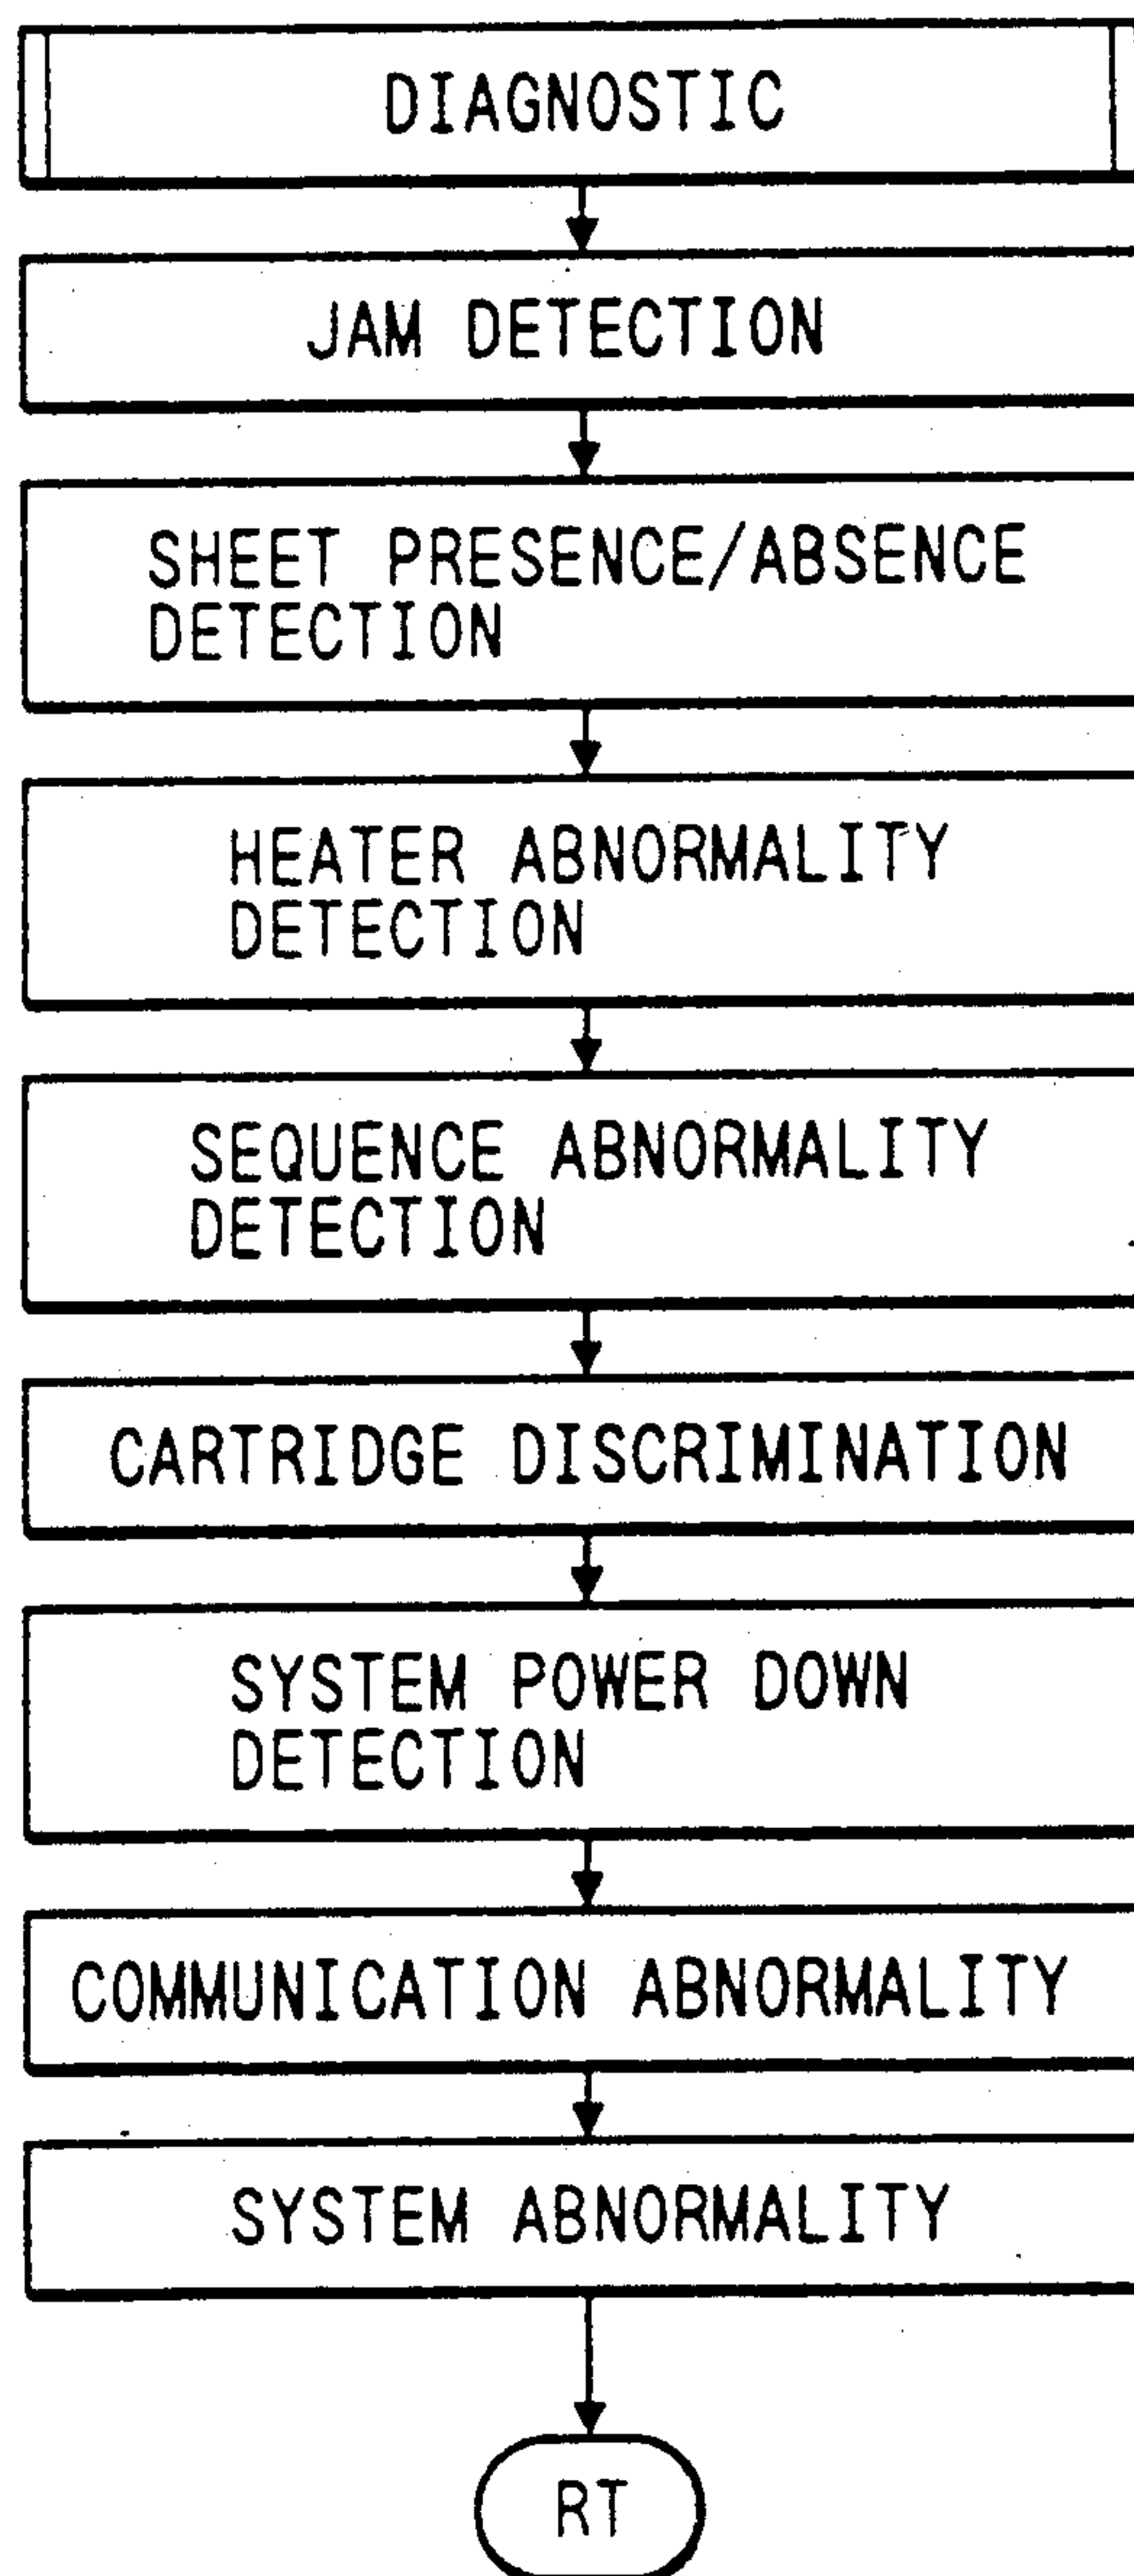 DIAGNOSTIC
JAM DETECTION
SHEET PRESENCE/ABSENCE
DETECTION
HEATER ABNORMALITY
DETECTION
SEQUENCE ABNORMALITY
DETECTION
CARTRIDGE DISCRIMINATION
SYSTEM POWER DOWN
DETECTION
COMMUNICATION ABNORMALITY
SYSTEM ABNORMALITY
RT